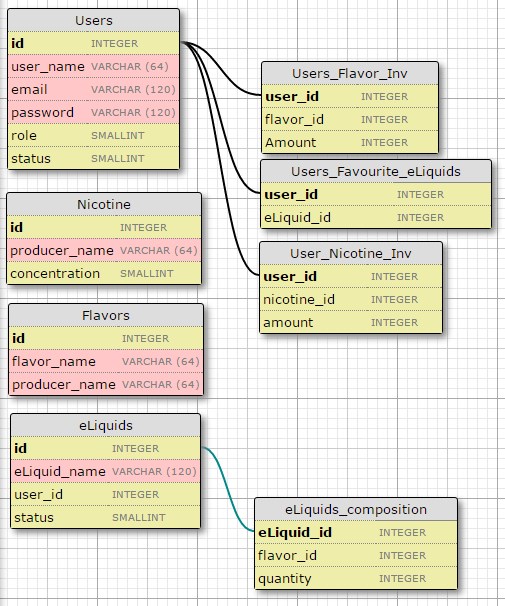 Users
id INTEGER
user_name VARCHAR (64)
email VARCHAR (120)
password VARCHAR (120)
role SMALLINT
status SMALLINT
Users_Flavor_Inv
user_id INTEGER
flavor_id INTEGER
Amount INTEGER
Users_Favourite_eLiquids
user_id INTEGER
eLiquid_id INTEGER
Nicotine
id INTEGER
producer_name VARCHAR (64)
concentration SMALLINT
User_Nicotine_Inv
user_id INTEGER
nicotine_id INTEGER
amount INTEGER
Flavors
id INTEGER
flavor_name VARCHAR (64)
producer_name VARCHAR (64)
eLiquids
id INTEGER
eLiquid_name VARCHAR (120)
user_id INTEGER
status SMALLINT
eLiquids_composition
eLiquid_id INTEGER
flavor_id INTEGER
quantity INTEGER